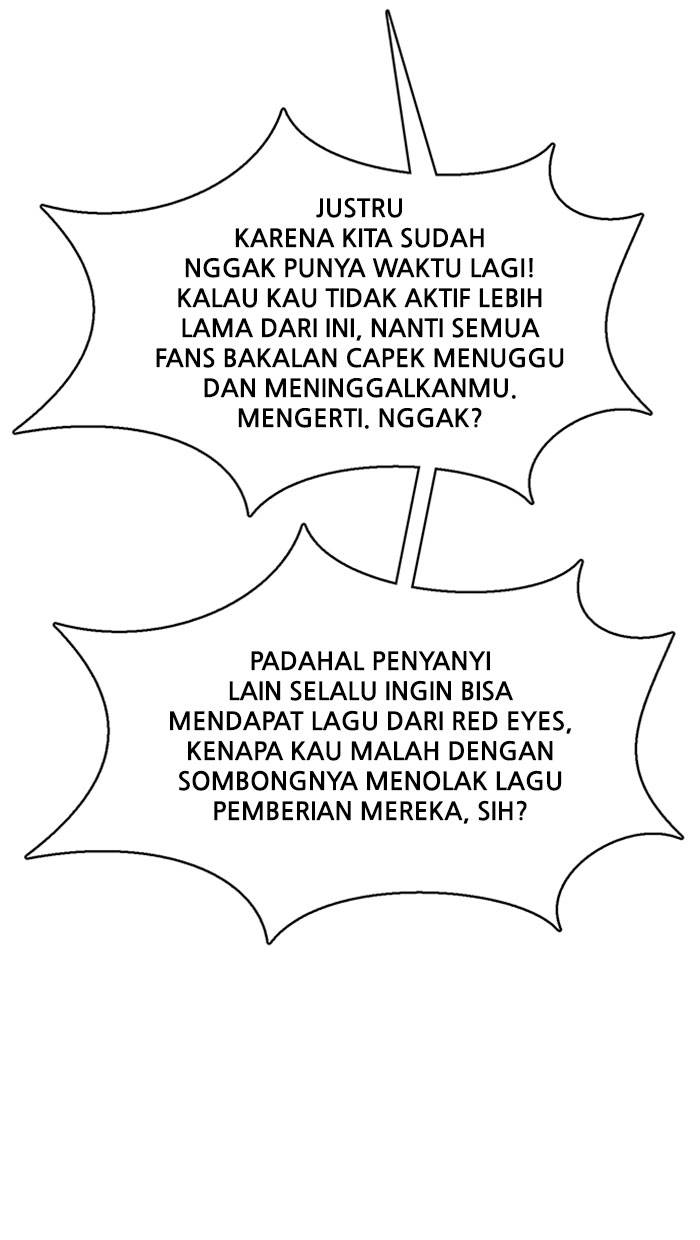 JUSTRU
KARENA KITA SUDAH
NGGAK PUNYA WAKTU LAGI!
KALAU KAU TIDAK AKTIF LEBIH
LAMA DARI INI, NANTI SEMUA
FANS BAKALAN CAPEK MENUGGU
DAN MENINGGALKANMU.
MENGERTI. NGGAK?
PADAHAL PENYANYI
LAIN SELALU INGIN BISA
MENDAPAT LAGU DARI RED EYES,
KENAPA KAU MALAH DENGAN
SOMBONGNYA MENOLAK LAGU
PEMBERIAN MEREKA, SIH?